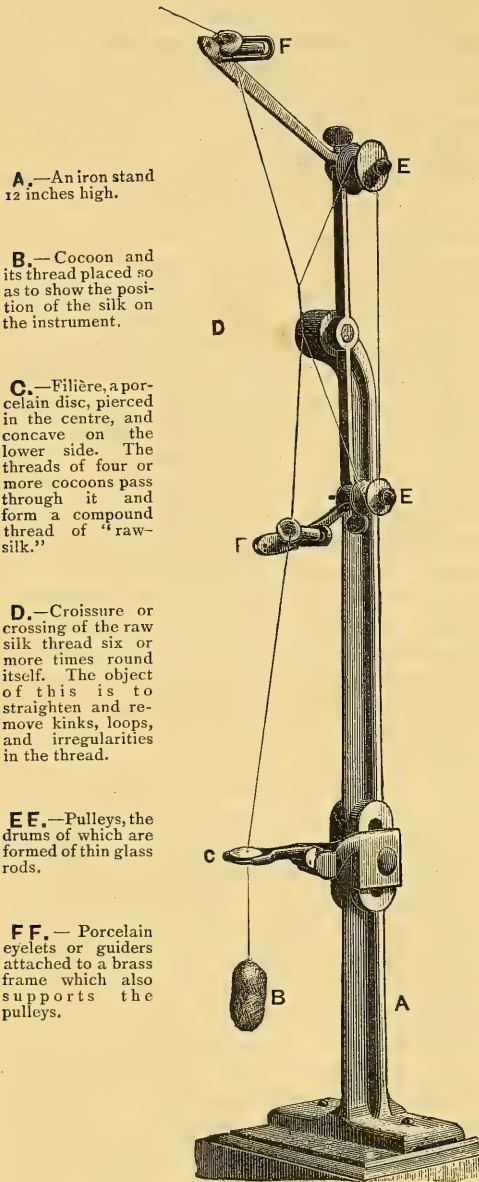 A.—An iron stand
12 inches high.
B.—Cocoon and
its thread placed so
as to show the posi-
tion of the silk on
the instrument.
C.—Filière, a por-
celain disc, pierced
in the centre, and
concave on the
lower side. The
threads of four or
more cocoons pass
through it and
form a compound
thread of “raw-
silk.”
D.—Croissure or
crossing of the raw
silk thread six or
more times round
itself. The object
of this is to
straighten and re-
move kinks, loops,
and irregularities
in the thread.
E E.—Pulleys, the
drums of which are
formed of thin glass
rods.
F F.—Porcelain
eyelets or guiders
attached to a brass
frame which also
supports the
pulleys.
F
E
D
E
F
C
B
A